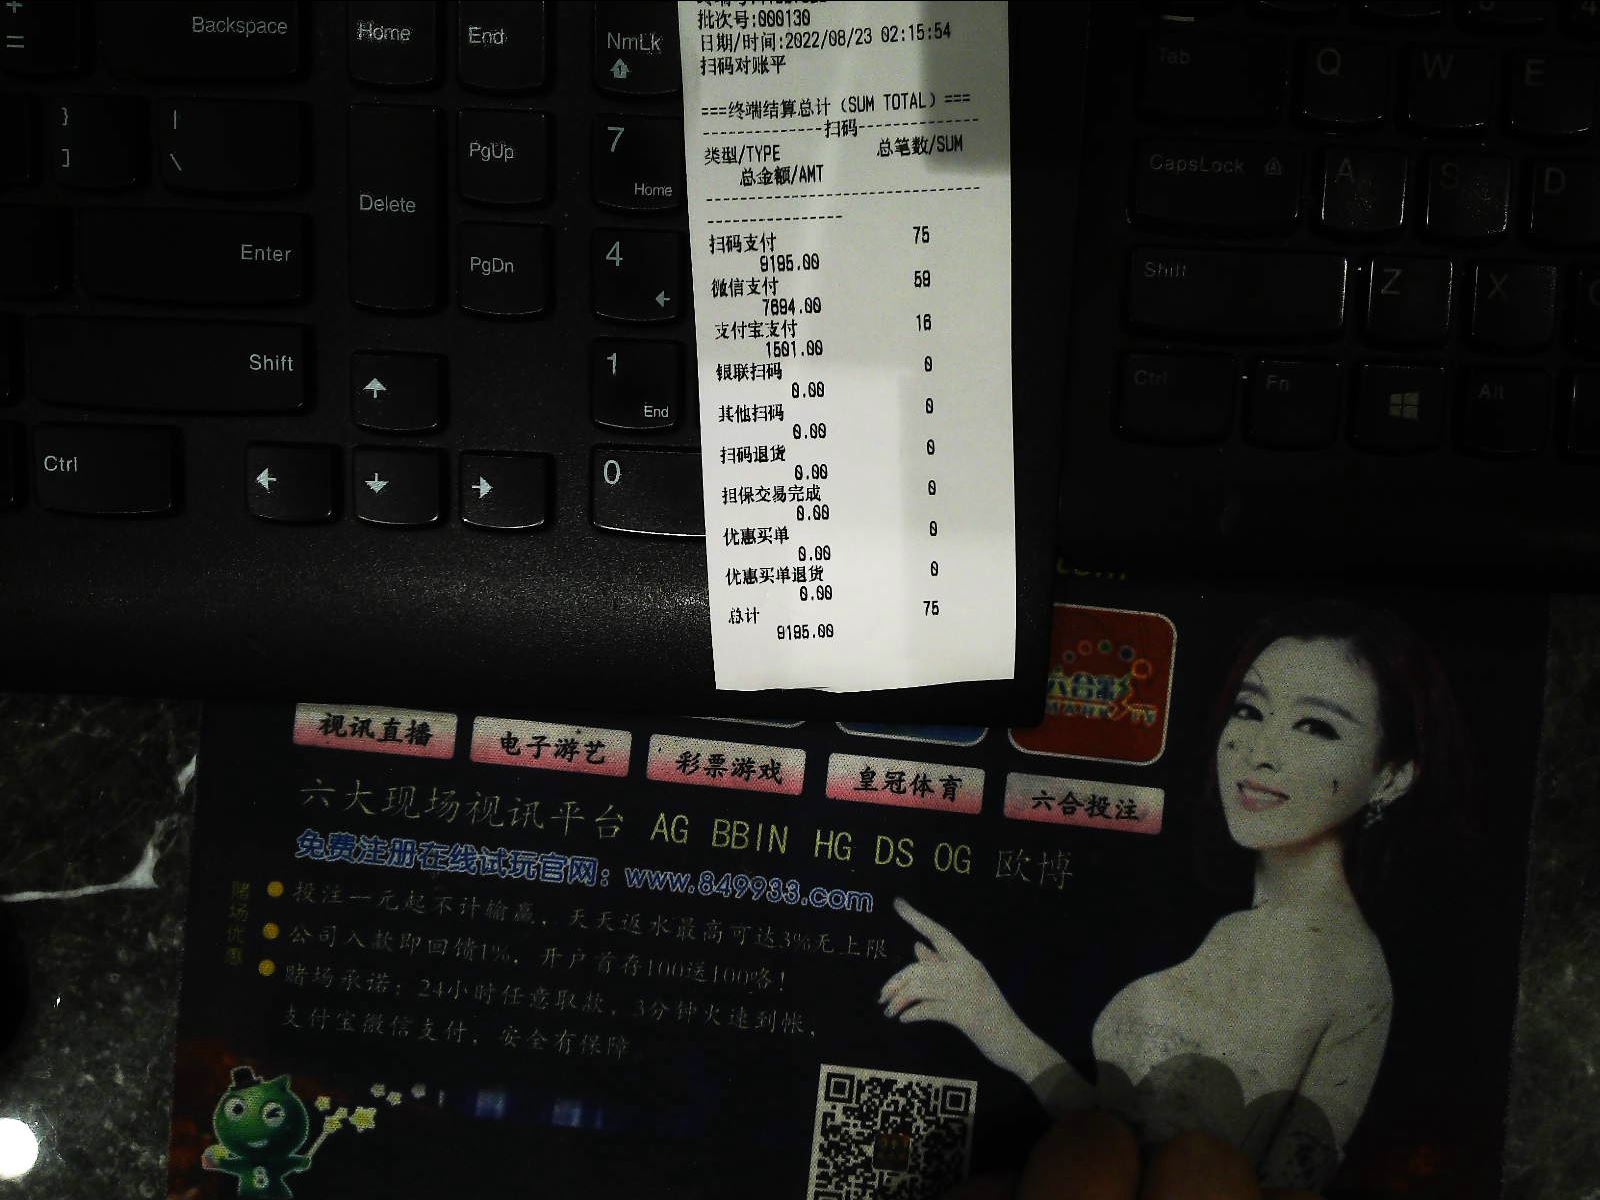 批次号:000130
日期/时间:2022/08/23 02:15:54
扫码对账平
===终端结算总计(SUM TOTAL)===
---------------扫码---------------
类型/TYPE 总笔数/SUM
总金额/AMT
扫码支付 75
9195.00
微信支付 59
7694.00
支付宝支付 16
1501.00
银联扫码 0
0.00
其他扫码 0
0.00
扫码退货 0
0.00
担保交易完成 0
0.00
优惠买单 0
0.00
优惠买单退货 0
0.00
总计 75
9195.00
+
=
Backspace
Home
End
NmLk
}
]
|
\
Delete
PgUp
7
Home
Enter
PgDn
4
Shift
1
End
Ctrl
0
Tab
Q
W
E
CapsLock
A
S
D
Shift
Z
X
Ctrl
Fn
Alt
六合彩
MARK TV
视讯直播
电子游艺
彩票游戏
皇冠体育
六合投注
六大现场视讯平台 AG BBIN HG DS OG 欧博
免费注册在线试玩官网：www.849933.com
赌场优惠
投注一元起不计输赢，天天返水最高可达3%无上限。
公司入款即回馈1%，开户首存100送100咯！
赌场承诺：24小时任意取款，3分钟火速到帐，
支付宝微信支付，安全有保障
8